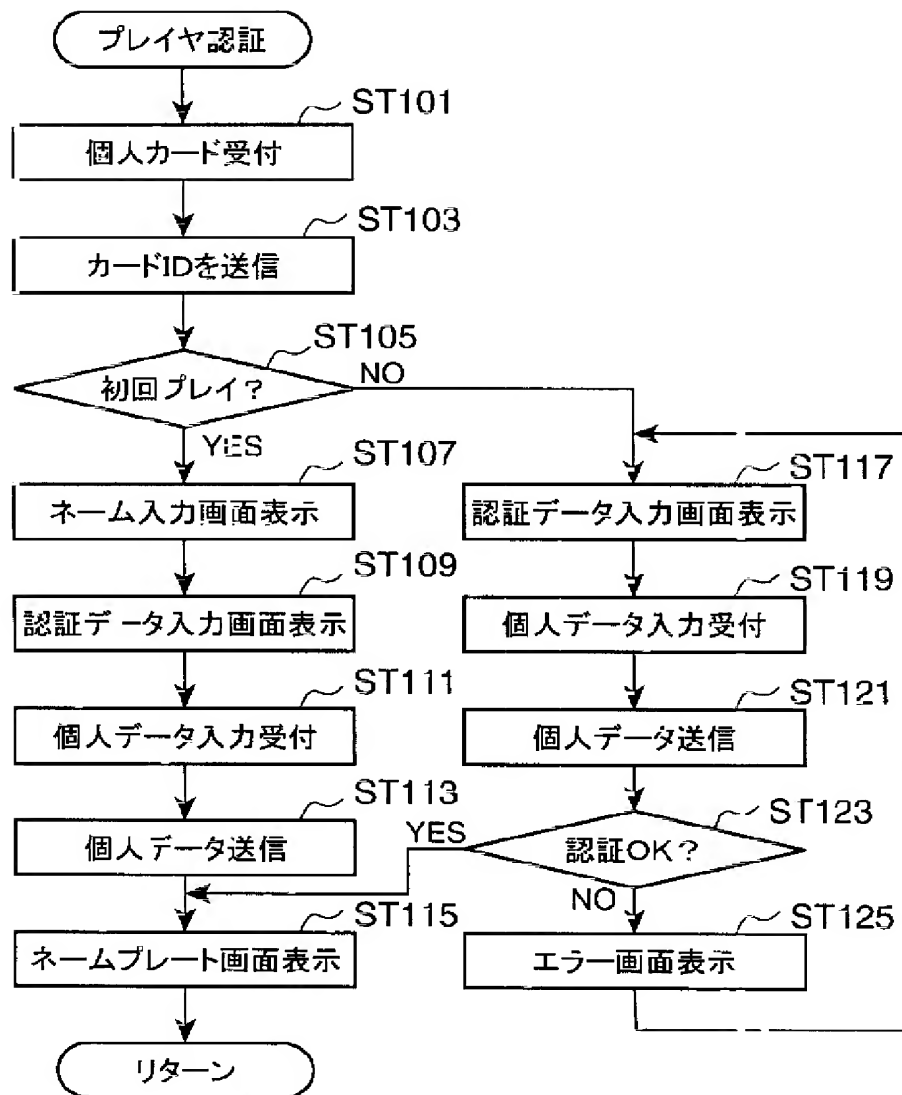 プレイヤ認証
ST101
個人カード受付
ST103
カードIDを送信
ST105
初回プレイ?
NO
YES
ST107
ネーム入力画面表示
ST109
認証データ入力画面表示
ST111
個人データ入力受付
ST113
個人データ送信
ST115
ネームプレート画面表示
リターン
ST117
認証データ入力画面表示
ST119
個人データ入力受付
ST121
個人データ送信
ST123
認証OK?
YES
NO
ST125
エラー画面表示